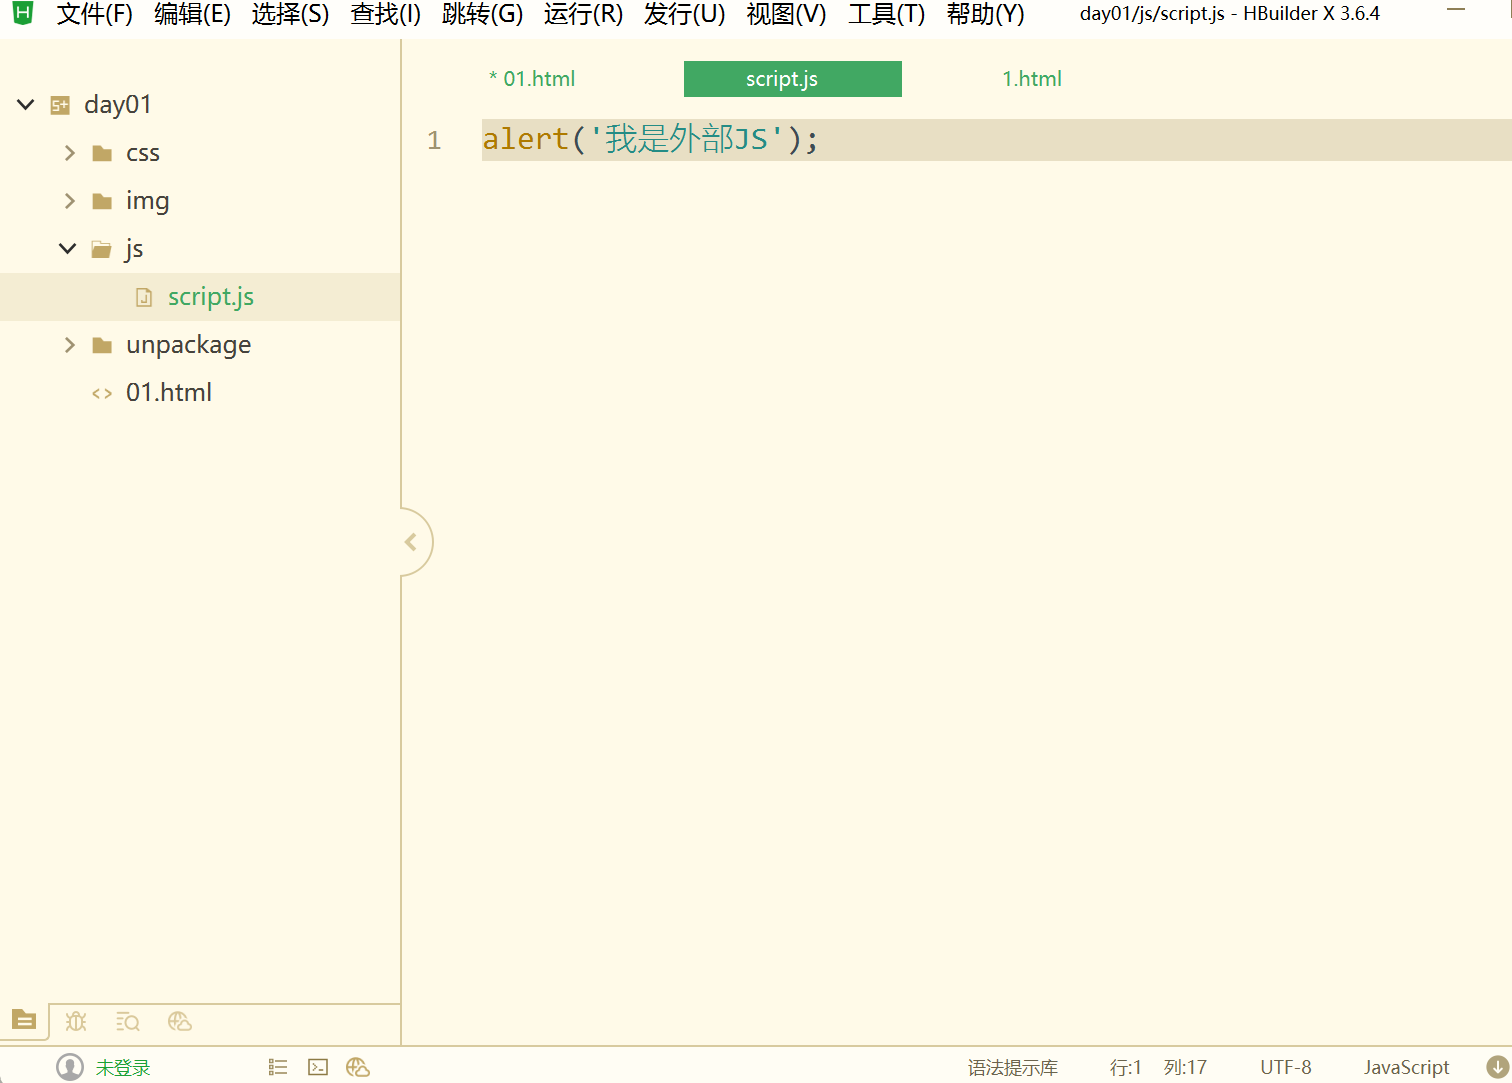 文件(F) 编辑(E) 选择(S) 查找(I) 跳转(G) 运行(R) 发行(U) 视图(V) 工具(T) 帮助(Y) day01/js/script.js - HBuilder X 3.6.4
* 01.html script.js 1.html
day01
css
img
js
script.js
unpackage
01.html
1 alert('我是外部JS');
未登录 语法提示库 行:1 列:17 UTF-8 JavaScript